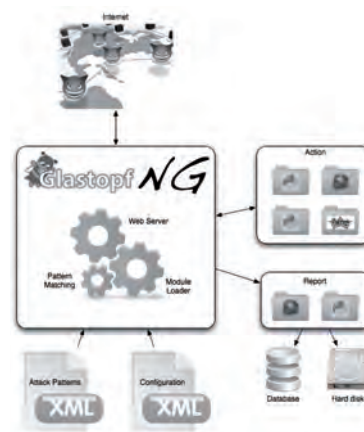 Internet
Glastopf NG
Action
Web Server
Pattern
Matching
Module
Loader
Report
Attack Patterns
Configuration
XML
XML
Database
Hard disk